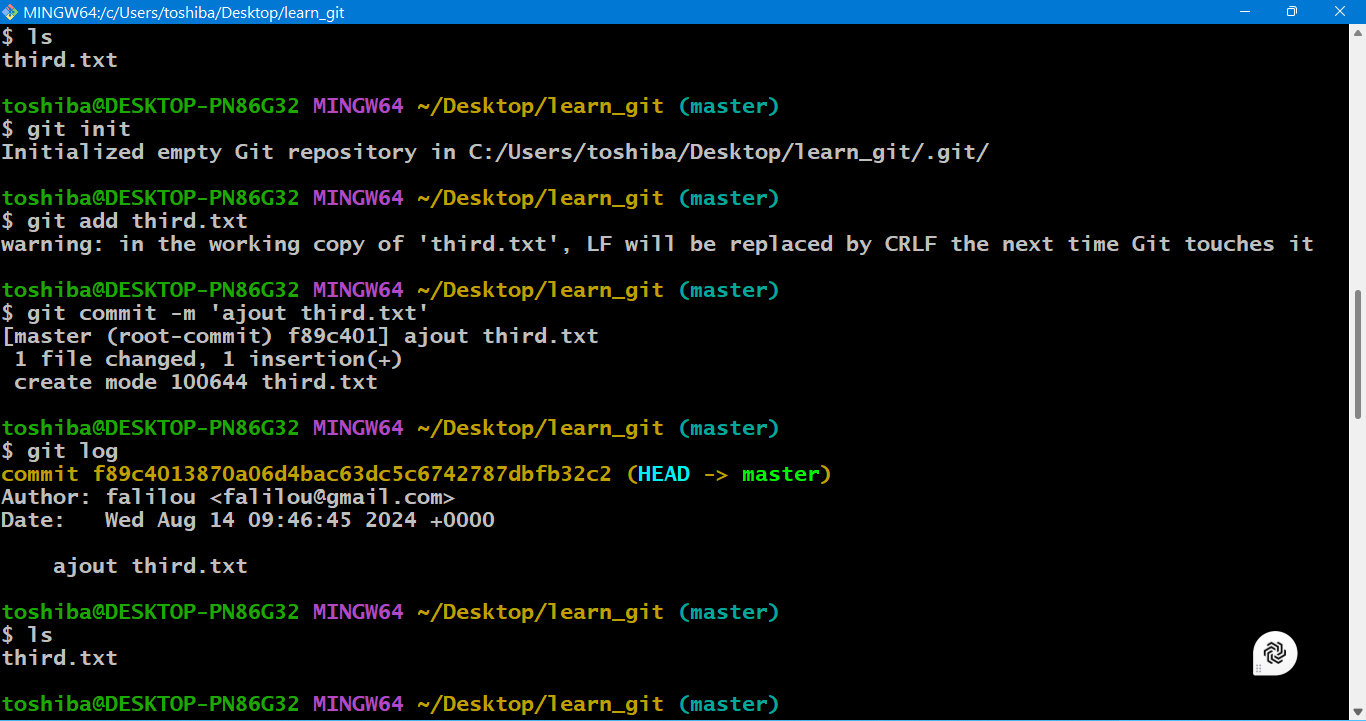 MINGW64:/c/Users/toshiba/Desktop/learn_git
$ ls
third.txt
toshiba@DESKTOP-PN86G32 MINGW64 ~/Desktop/learn_git (master)
$ git init
Initialized empty Git repository in C:/Users/toshiba/Desktop/learn_git/.git/
toshiba@DESKTOP-PN86G32 MINGW64 ~/Desktop/learn_git (master)
$ git add third.txt
warning: in the working copy of 'third.txt', LF will be replaced by CRLF the next time Git touches it
toshiba@DESKTOP-PN86G32 MINGW64 ~/Desktop/learn_git (master)
$ git commit -m 'ajout third.txt'
[master (root-commit) f89c401] ajout third.txt
 1 file changed, 1 insertion(+)
 create mode 100644 third.txt
toshiba@DESKTOP-PN86G32 MINGW64 ~/Desktop/learn_git (master)
$ git log
commit f89c4013870a06d4bac63dc5c6742787dbfb32c2 (HEAD -> master)
Author: falilou <falilou@gmail.com>
Date:   Wed Aug 14 09:46:45 2024 +0000
    ajout third.txt
toshiba@DESKTOP-PN86G32 MINGW64 ~/Desktop/learn_git (master)
$ ls
third.txt
toshiba@DESKTOP-PN86G32 MINGW64 ~/Desktop/learn_git (master)